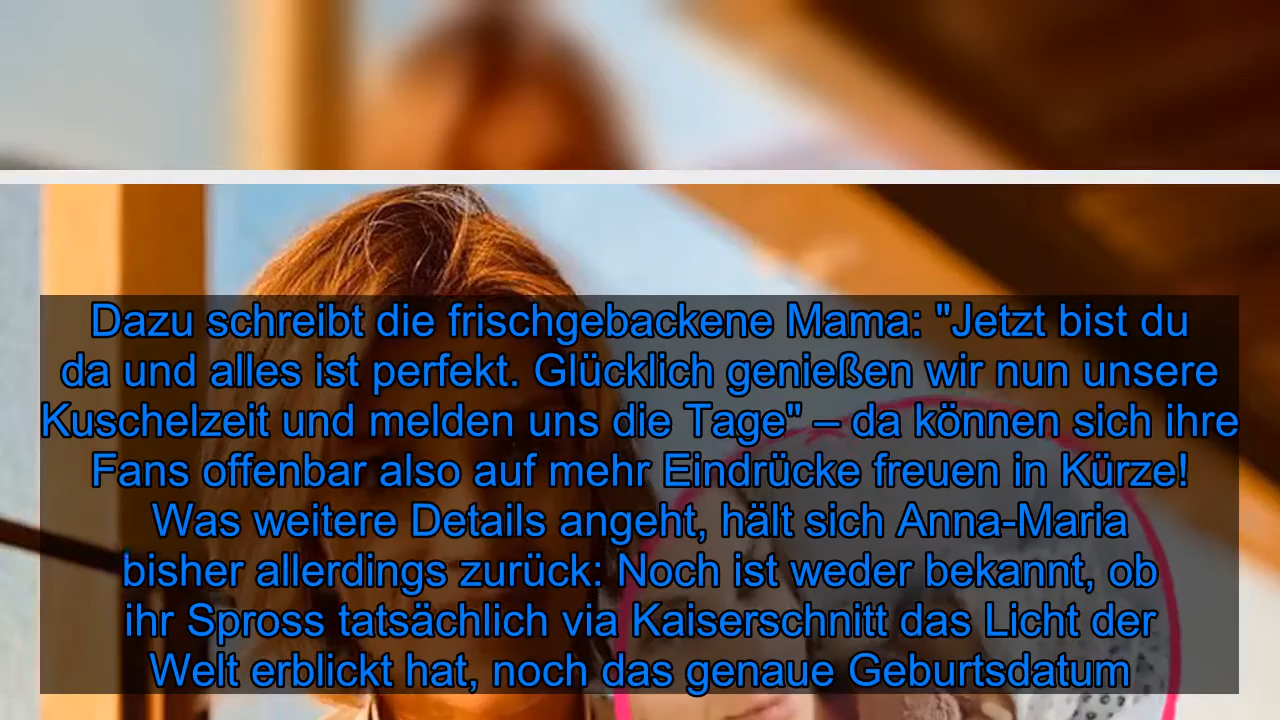 Dazu schreibt die frischgebackene Mama: "Jetzt bist du
da und alles ist perfekt. Glücklich genießen wir nun unsere
Kuschelzeit und melden uns die Tage" – da können sich ihre
Fans offenbar also auf mehr Eindrücke freuen in Kürze!
Was weitere Details angeht, hält sich Anna-Maria
bisher allerdings zurück: Noch ist weder bekannt, ob
ihr Spross tatsächlich via Kaiserschnitt das Licht der
Welt erblickt hat, noch das genaue Geburtsdatum